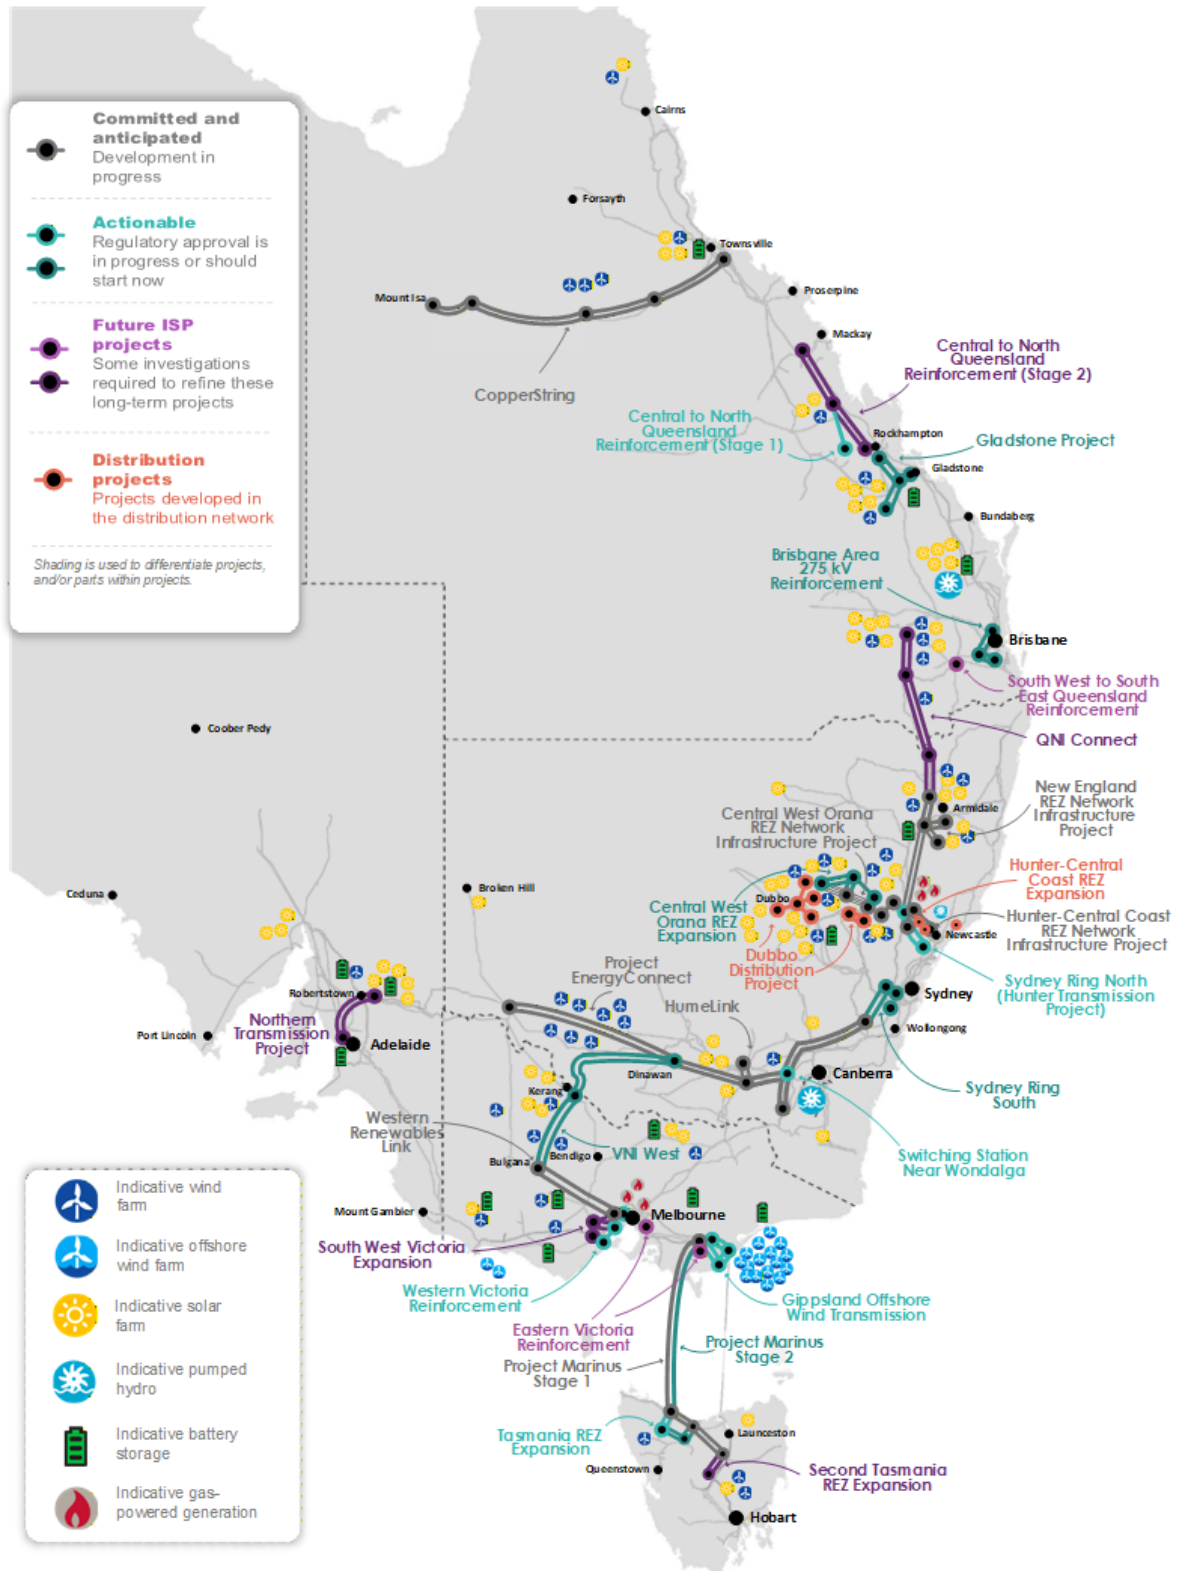 Committed and
anticipated
Development in
progress
Actionable
Regulatory approval is
in progress or should
start now
Future ISP
projects
Some investigations
required to refine these
long-term projects
Distribution
projects
Projects developed in
the distribution network
Shading is used to differentiate projects,
and/or parts within projects.
Cairns
Forsayth
Townsville
Mount Isa
Proserpine
Mackay
CopperString
Central to North
Queensland
Reinforcement (Stage 2)
Central to North
Queensland
Reinforcement (Stage 1)
Rockhampton
Gladstone Project
Gladstone
Bundaberg
Brisbane Area
275 kV
Reinforcement
Brisbane
South West to South
East Queensland
Reinforcement
Coober Pedy
QNI Connect
New England
REZ Network
Infrastructure
Project
Armidale
Central West Orana
REZ Network
Infrastructure Project
Hunter-Central
Coast REZ
Expansion
Ceduna
Broken Hill
Dubbo
Central West
Orana REZ
Expansion
Hunter-Central Coast
REZ Network
Infrastructure Project
Newcastle
Dubbo
Distribution
Project
Project
EnergyConnect
Sydney Ring North
(Hunter Transmission
Project)
Robertstown
Sydney
HumeLink
Northern
Transmission
Project
Port Lincoln
Adelaide
Wollongong
Dinawan
Canberra
Kerang
Sydney Ring
South
Western
Renewables
Link
Bendigo
VNI West
Bulgana
Switching Station
Near Wondalga
Mount Gambier
Melbourne
South West Victoria
Expansion
Western Victoria
Reinforcement
Gippsland Offshore
Wind Transmission
Eastern Victoria
Reinforcement
Project Marinus
Stage 2
Project Marinus
Stage 1
Tasmania REZ
Expansion
Launceston
Queenstown
Second Tasmania
REZ Expansion
Hobart
Indicative wind
farm
Indicative offshore
wind farm
Indicative solar
farm
Indicative pumped
hydro
Indicative battery
storage
Indicative gas-
powered generation